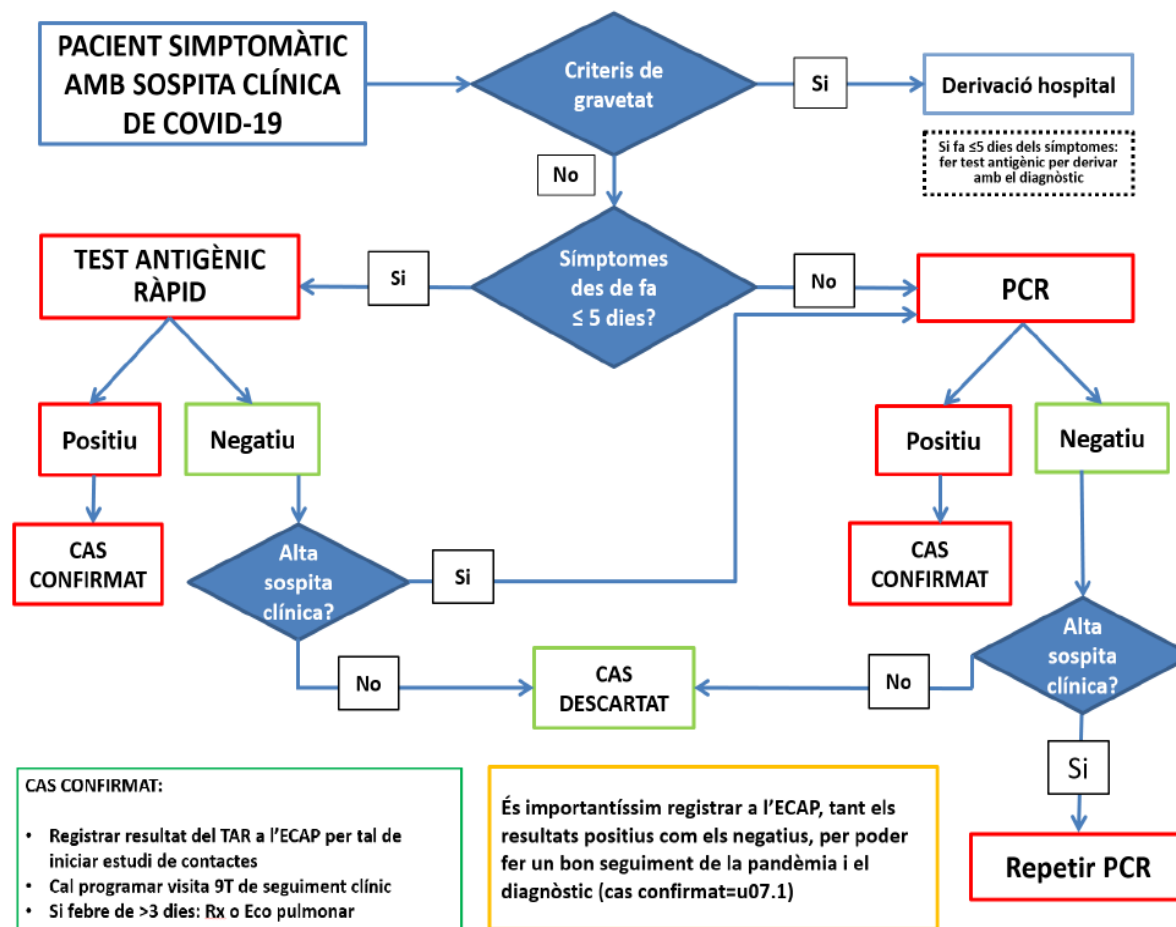 PACIENT SIMPTOMÀTIC
AMB SOSPITA CLÍNICA
DE COVID-19
Criteris de
gravetat
Si
Derivació hospital
Si fa ≤5 dies dels símptomes:
fer test antigènic per derivar
amb el diagnòstic
No
TEST ANTIGÈNIC
RÀPID
Si
Símptomes
des de fa
≤ 5 dies?
No
PCR
Positiu
Negatiu
Positiu
Negatiu
CAS
CONFIRMAT
Alta
sospita
clínica?
Si
CAS
CONFIRMAT
Alta
sospita
clínica?
No
CAS
DESCARTAT
No
Si
Repetir PCR
CAS CONFIRMAT:
• Registrar resultat del TAR a l'ECAP per tal de
iniciar estudi de contactes
• Cal programar visita 9T de seguiment clínic
• Si febre de >3 dies: Rx o Eco pulmonar
És importantíssim registrar a l'ECAP, tant els
resultats positius com els negatius, per poder
fer un bon seguiment de la pandèmia i el
diagnòstic (cas confirmat=u07.1)